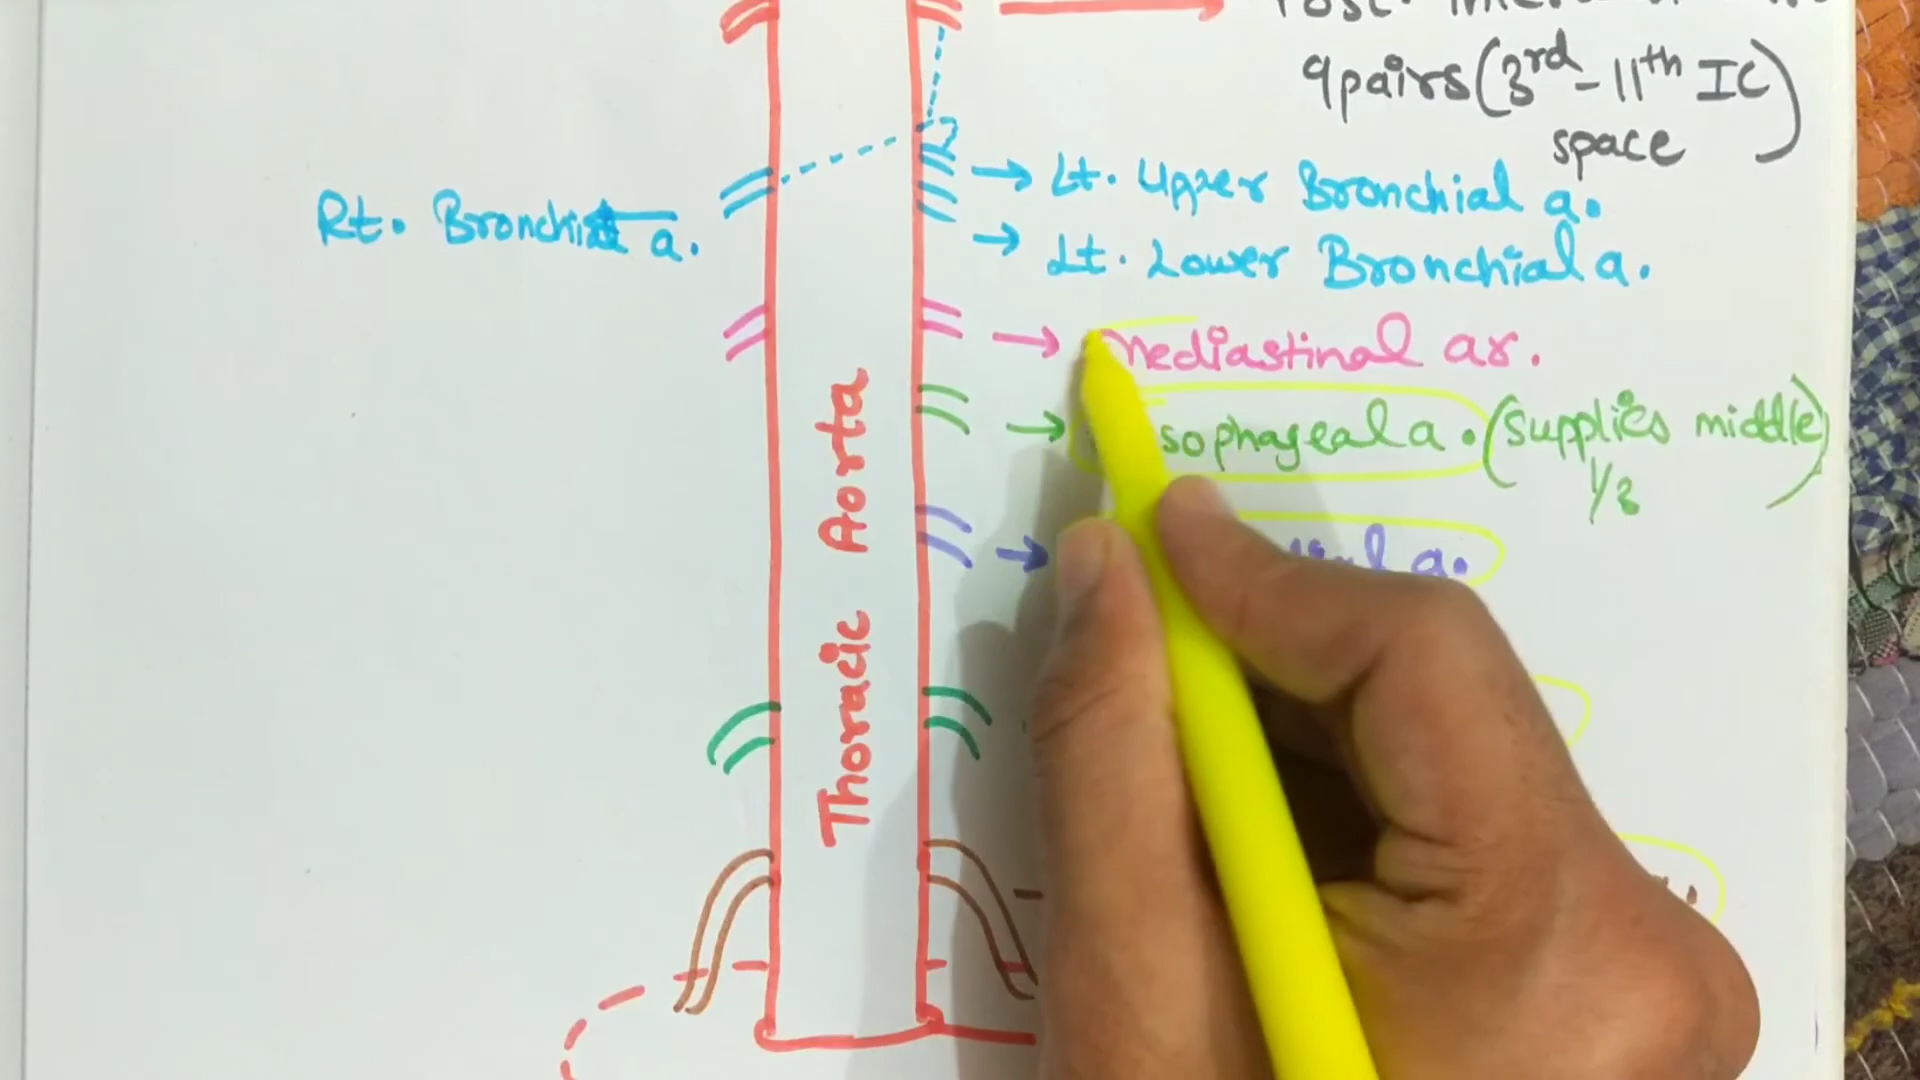 9pairs (3rd - 11th IC)
space
Rt. Bronchial a.
Lt. Upper Bronchial a.
Lt. Lower Bronchial a.
mediastinal ar.
sophageal a. (supplies middle)
1/3
a.
Thoracic Aorta